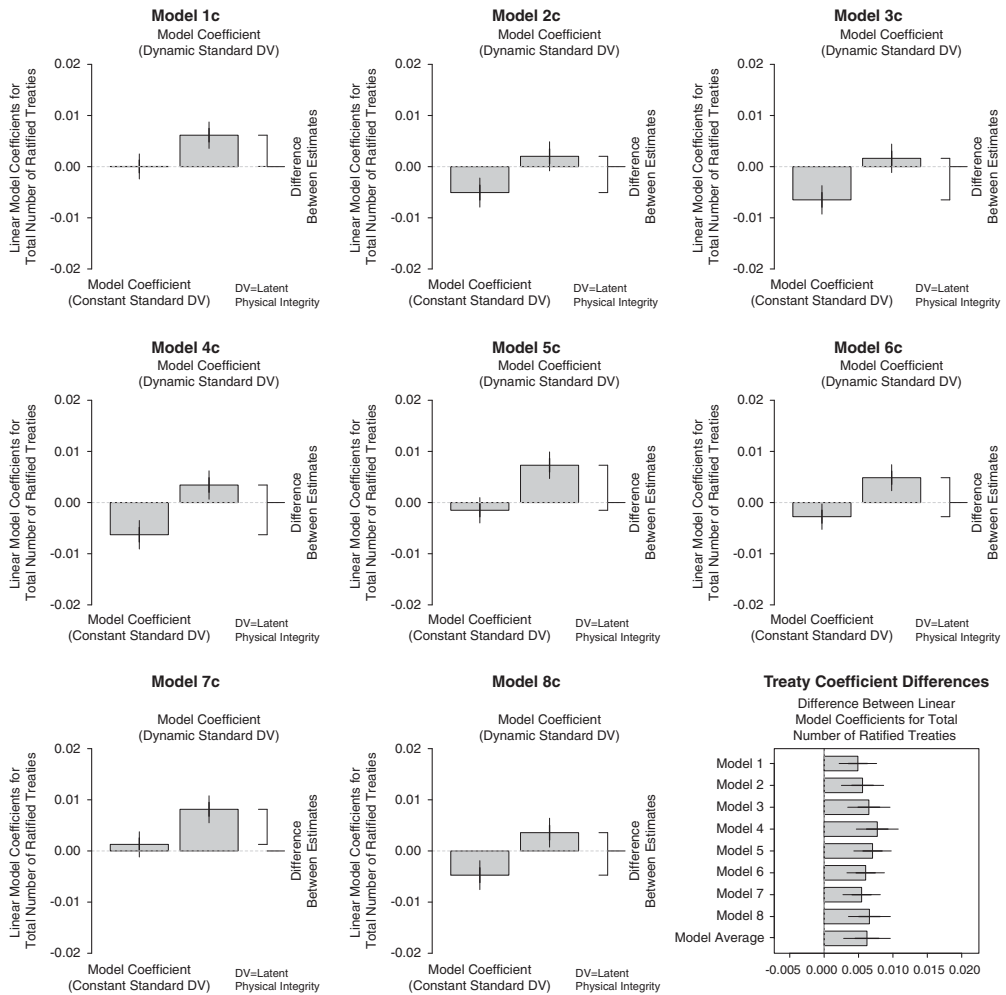 Model 1c
Model Coefficient
(Dynamic Standard DV)
Linear Model Coefficients for
Total Number of Ratified Treaties
0.02
0.01
0.00
-0.01
-0.02
Difference
Between Estimates
Model Coefficient
(Constant Standard DV)
DV=Latent
Physical Integrity
Model 2c
Model Coefficient
(Dynamic Standard DV)
Linear Model Coefficients for
Total Number of Ratified Treaties
0.02
0.01
0.00
-0.01
-0.02
Difference
Between Estimates
Model Coefficient
(Constant Standard DV)
DV=Latent
Physical Integrity
Model 3c
Model Coefficient
(Dynamic Standard DV)
Linear Model Coefficients for
Total Number of Ratified Treaties
0.02
0.01
0.00
-0.01
-0.02
Difference
Between Estimates
Model Coefficient
(Constant Standard DV)
DV=Latent
Physical Integrity
Model 4c
Model Coefficient
(Dynamic Standard DV)
Linear Model Coefficients for
Total Number of Ratified Treaties
0.02
0.01
0.00
-0.01
-0.02
Difference
Between Estimates
Model Coefficient
(Constant Standard DV)
DV=Latent
Physical Integrity
Model 5c
Model Coefficient
(Dynamic Standard DV)
Linear Model Coefficients for
Total Number of Ratified Treaties
0.02
0.01
0.00
-0.01
-0.02
Difference
Between Estimates
Model Coefficient
(Constant Standard DV)
DV=Latent
Physical Integrity
Model 6c
Model Coefficient
(Dynamic Standard DV)
Linear Model Coefficients for
Total Number of Ratified Treaties
0.02
0.01
0.00
-0.01
-0.02
Difference
Between Estimates
Model Coefficient
(Constant Standard DV)
DV=Latent
Physical Integrity
Model 7c
Model Coefficient
(Dynamic Standard DV)
Linear Model Coefficients for
Total Number of Ratified Treaties
0.02
0.01
0.00
-0.01
-0.02
Difference
Between Estimates
Model Coefficient
(Constant Standard DV)
DV=Latent
Physical Integrity
Model 8c
Model Coefficient
(Dynamic Standard DV)
Linear Model Coefficients for
Total Number of Ratified Treaties
0.02
0.01
0.00
-0.01
-0.02
Difference
Between Estimates
Model Coefficient
(Constant Standard DV)
DV=Latent
Physical Integrity
Treaty Coefficient Differences
Difference Between Linear
Model Coefficients for Total
Number of Ratified Treaties
Model 1
Model 2
Model 3
Model 4
Model 5
Model 6
Model 7
Model 8
Model Average
-0.005 0.000 0.005 0.010 0.015 0.020